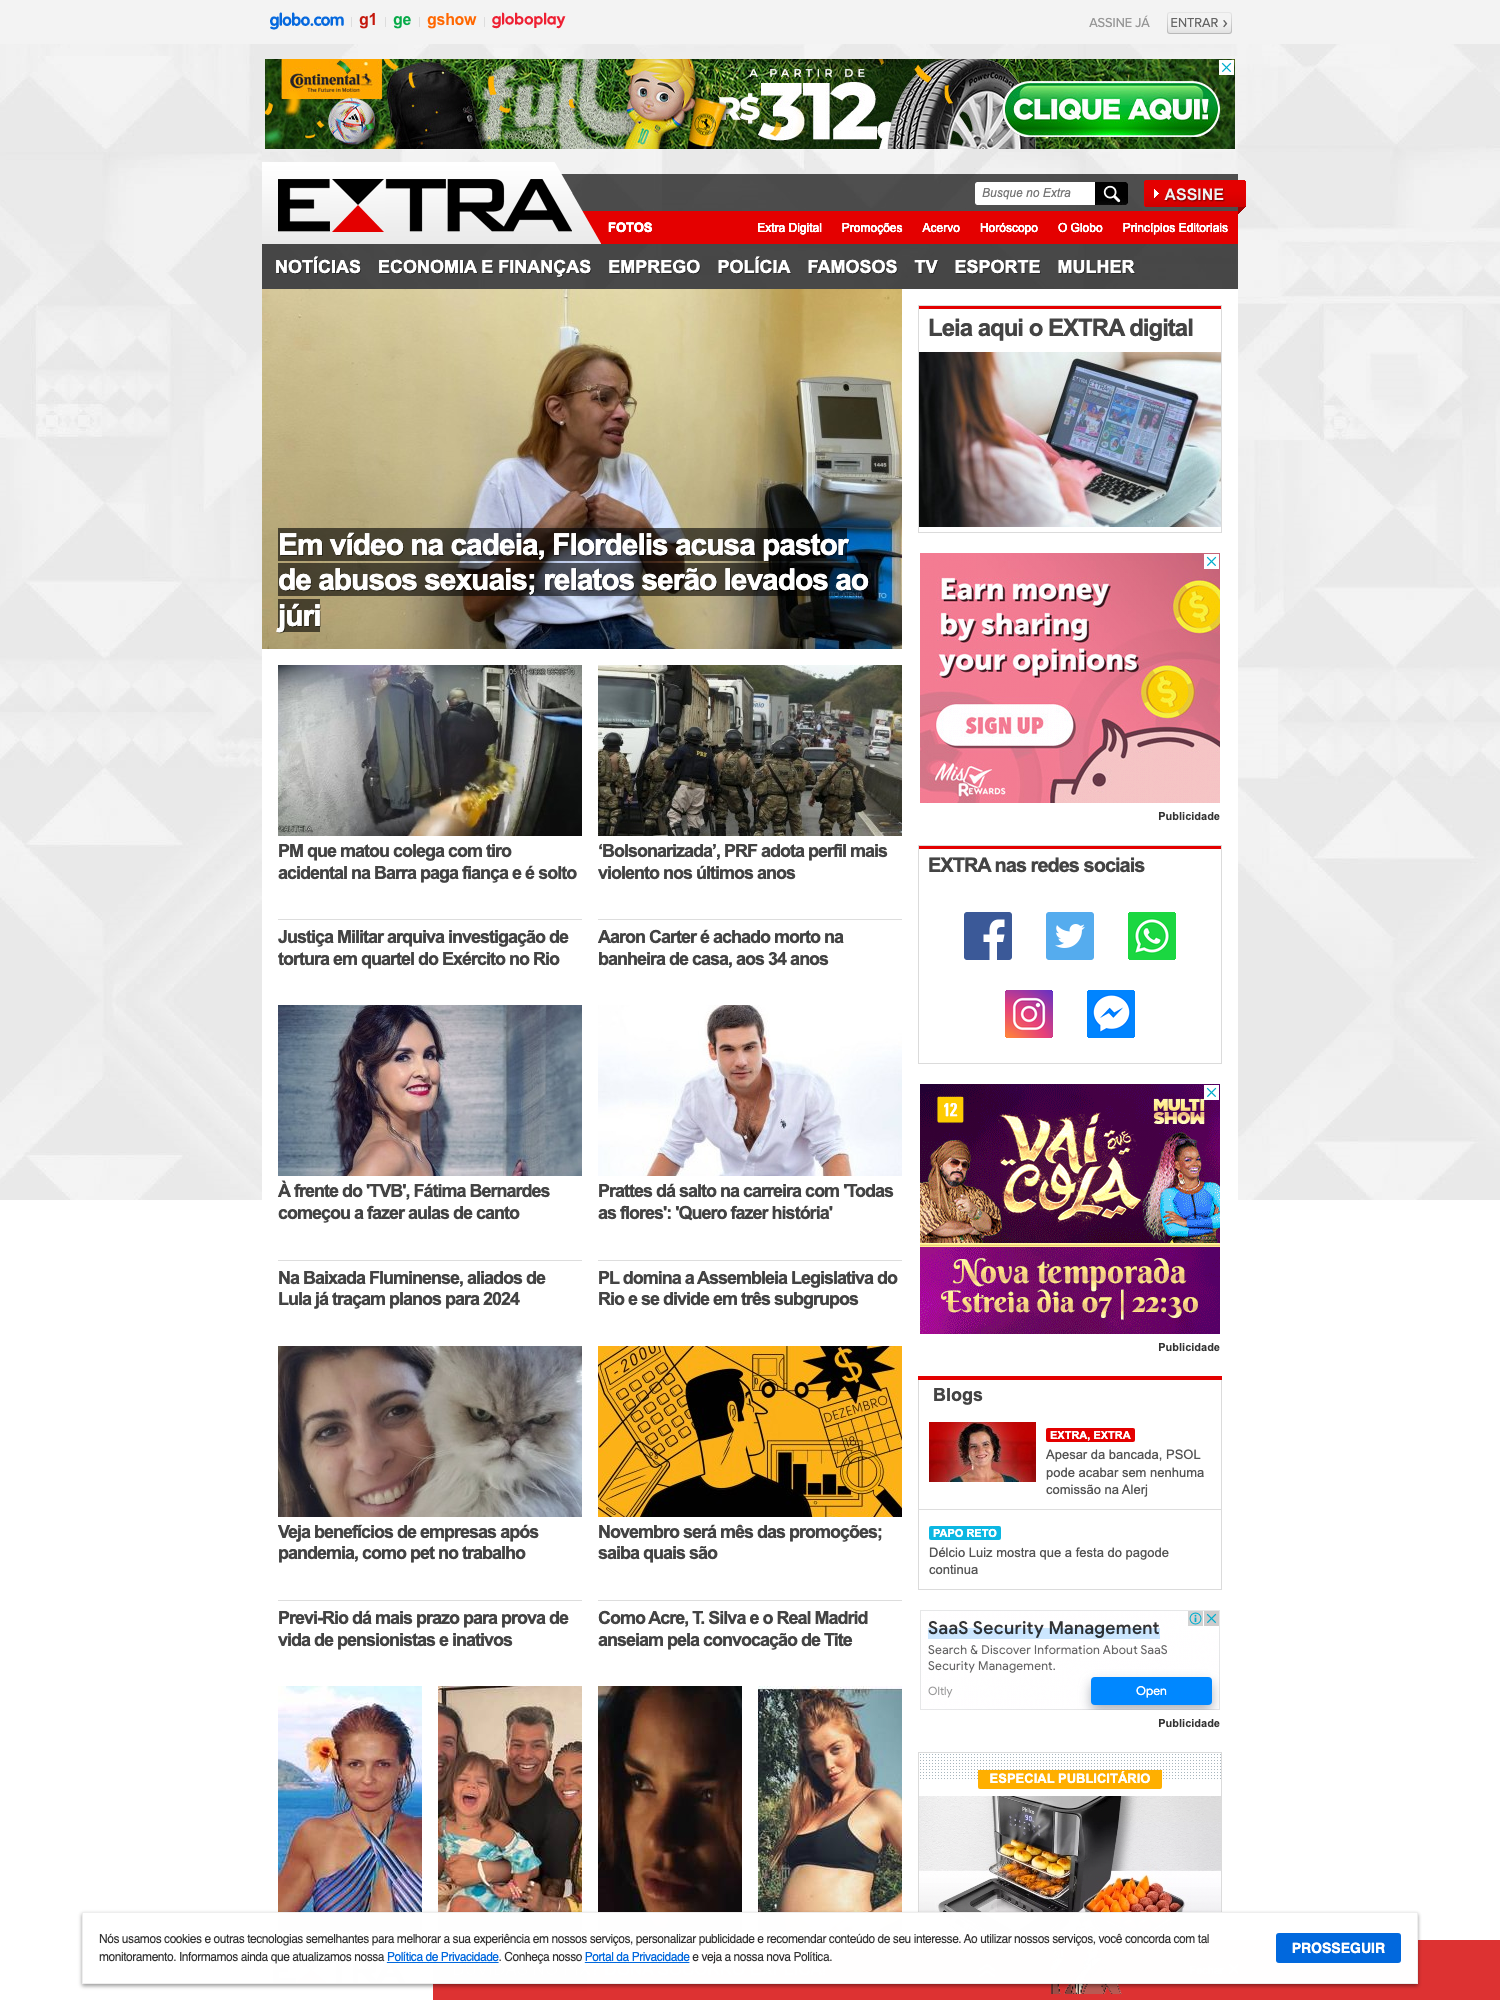 globo.com g1 ge gshow globoplay
ASSINE JÁ ENTRAR ›
Continental
The Future in Motion
full
A PARTIR DE
R$312,
PowerContact
CLIQUE AQUI!
EXTRA
Busque no Extra
ASSINE
FOTOS
Extra Digital Promoções Acervo Horóscopo O Globo Princípios Editoriais
NOTÍCIAS ECONOMIA E FINANÇAS EMPREGO POLÍCIA FAMOSOS TV ESPORTE MULHER
Em vídeo na cadeia, Flordelis acusa pastor
de abusos sexuais; relatos serão levados ao
júri
Leia aqui o EXTRA digital
Earn money
by sharing
your opinions
SIGN UP
Mis
REWARDS
Publicidade
PRF
PM que matou colega com tiro
acidental na Barra paga fiança e é solto
‘Bolsonarizada’, PRF adota perfil mais
violento nos últimos anos
Justiça Militar arquiva investigação de
tortura em quartel do Exército no Rio
Aaron Carter é achado morto na
banheira de casa, aos 34 anos
EXTRA nas redes sociais
À frente do 'TVB', Fátima Bernardes
começou a fazer aulas de canto
Prattes dá salto na carreira com 'Todas
as flores': 'Quero fazer história'
Na Baixada Fluminense, aliados de
Lula já traçam planos para 2024
PL domina a Assembleia Legislativa do
Rio e se divide em três subgrupos
12
MULTI
SHOW
VAI QUE
COLA
Nova temporada
Estreia dia 07 | 22:30
Publicidade
-2000
$
DEZEMBRO
18
Veja benefícios de empresas após
pandemia, como pet no trabalho
Novembro será mês das promoções;
saiba quais são
Previ-Rio dá mais prazo para prova de
vida de pensionistas e inativos
Como Acre, T. Silva e o Real Madrid
anseiam pela convocação de Tite
Blogs
EXTRA, EXTRA
Apesar da bancada, PSOL
pode acabar sem nenhuma
comissão na Alerj
PAPO RETO
Délcio Luiz mostra que a festa do pagode
continua
SaaS Security Management
Search & Discover Information About SaaS
Security Management.
Oltly
Open
Publicidade
ESPECIAL PUBLICITÁRIO
Nós usamos cookies e outras tecnologias semelhantes para melhorar a sua experiência em nossos serviços, personalizar publicidade e recomendar conteúdo de seu interesse. Ao utilizar nossos serviços, você concorda com tal
monitoramento. Informamos ainda que atualizamos nossa Política de Privacidade. Conheça nosso Portal da Privacidade e veja a nossa nova Política.
PROSSEGUIR